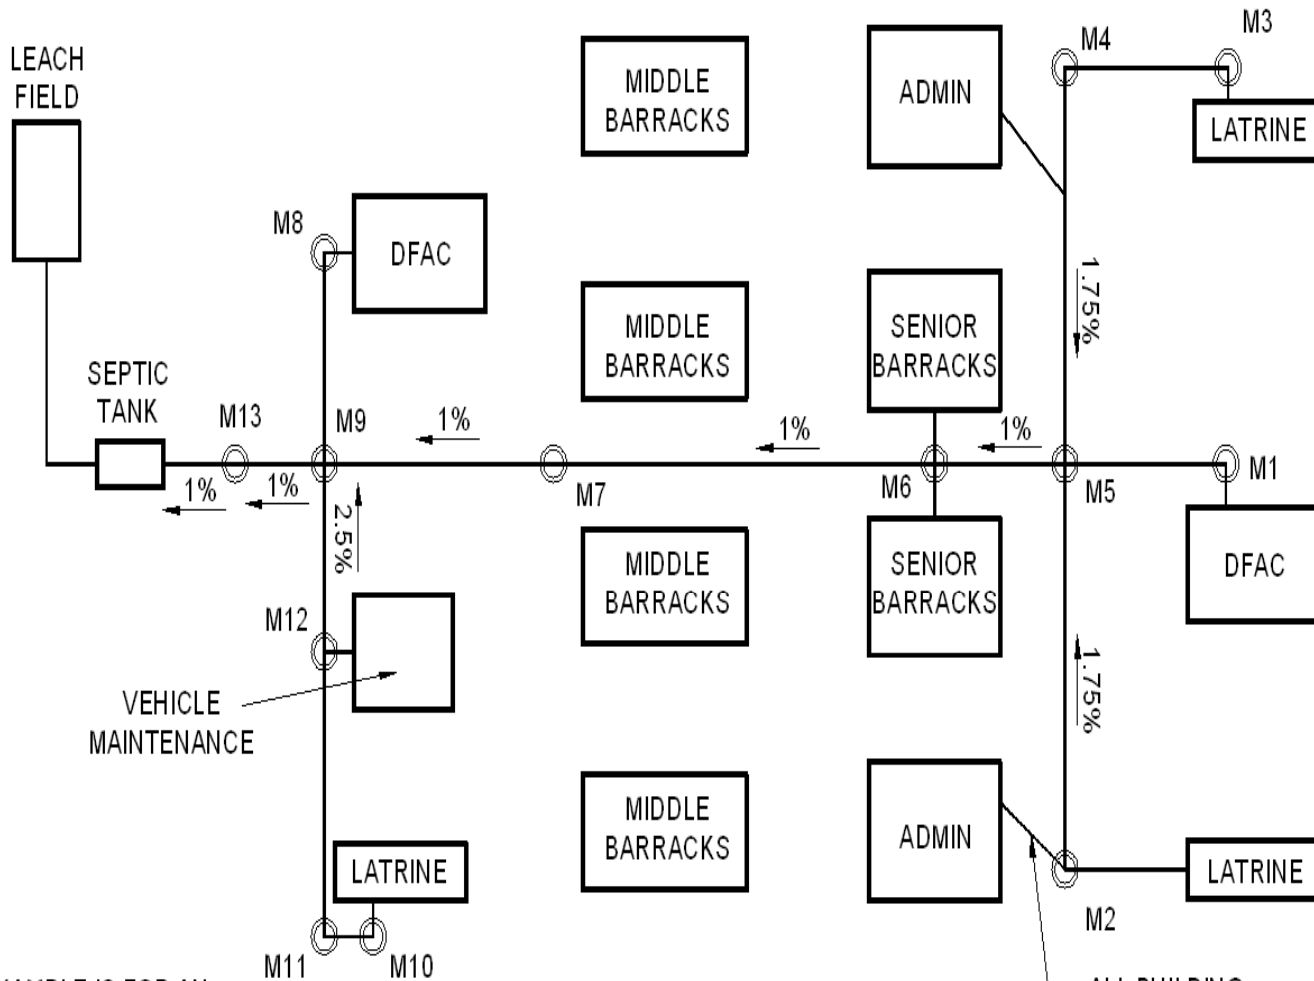 M3
M4
LEACH
FIELD
MIDDLE
BARRACKS
ADMIN
LATRINE
M8
DFAC
1.75%
MIDDLE
BARRACKS
SENIOR
BARRACKS
SEPTIC
TANK
M13
M9
1%
1%
1%
M1
M6
M5
M7
1%
1%
2.5%
MIDDLE
BARRACKS
SENIOR
BARRACKS
DFAC
M12
1.75%
VEHICLE
MAINTENANCE
MIDDLE
BARRACKS
ADMIN
LATRINE
LATRINE
M2
M11
M10